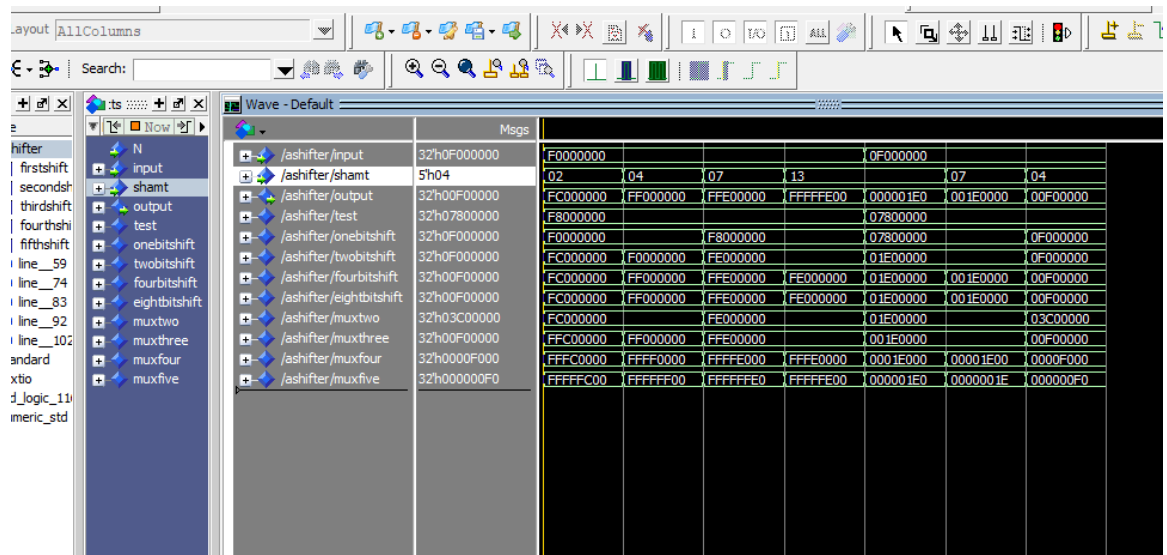 Layout AllColumns
I O I/O ALL
Search:
:ts
Wave - Default
Now
Msgs
hifter
firstshift
secondsh
thirdshift
fourthshi
fifthshift
line__59
line__74
line__83
line__92
line__102
andard
xtio
d_logic_11
meric_std
N
input
shamt
output
test
onebitshift
twobitshift
fourbitshift
eightbitshift
muxtwo
muxthree
muxfour
muxfive
/ashifter/input 32'h0F000000 F0000000 0F000000
/ashifter/shamt 5'h04 02 04 07 13 07 04
/ashifter/output 32'h00F00000 FC000000 FF000000 FFE00000 FFFFFE00 000001E0 001E0000 00F00000
/ashifter/test 32'h07800000 F8000000 07800000
/ashifter/onebitshift 32'h0F000000 F0000000 F8000000 07800000 0F000000
/ashifter/twobitshift 32'h0F000000 FC000000 F0000000 FE000000 01E00000 0F000000
/ashifter/fourbitshift 32'h00F00000 FC000000 FF000000 FFE00000 FE000000 01E00000 001E0000 00F00000
/ashifter/eightbitshift 32'h00F00000 FC000000 FF000000 FFE00000 FE000000 01E00000 001E0000 00F00000
/ashifter/muxtwo 32'h03C00000 FC000000 FE000000 01E00000 03C00000
/ashifter/muxthree 32'h00F00000 FFC00000 FF000000 FFE00000 001E0000 00F00000
/ashifter/muxfour 32'h0000F000 FFFC0000 FFFF0000 FFFFE000 FFFE0000 0001E000 00001E00 0000F000
/ashifter/muxfive 32'h000000F0 FFFFFC00 FFFFFF00 FFFFFFE0 FFFFFE00 000001E0 0000001E 000000F0